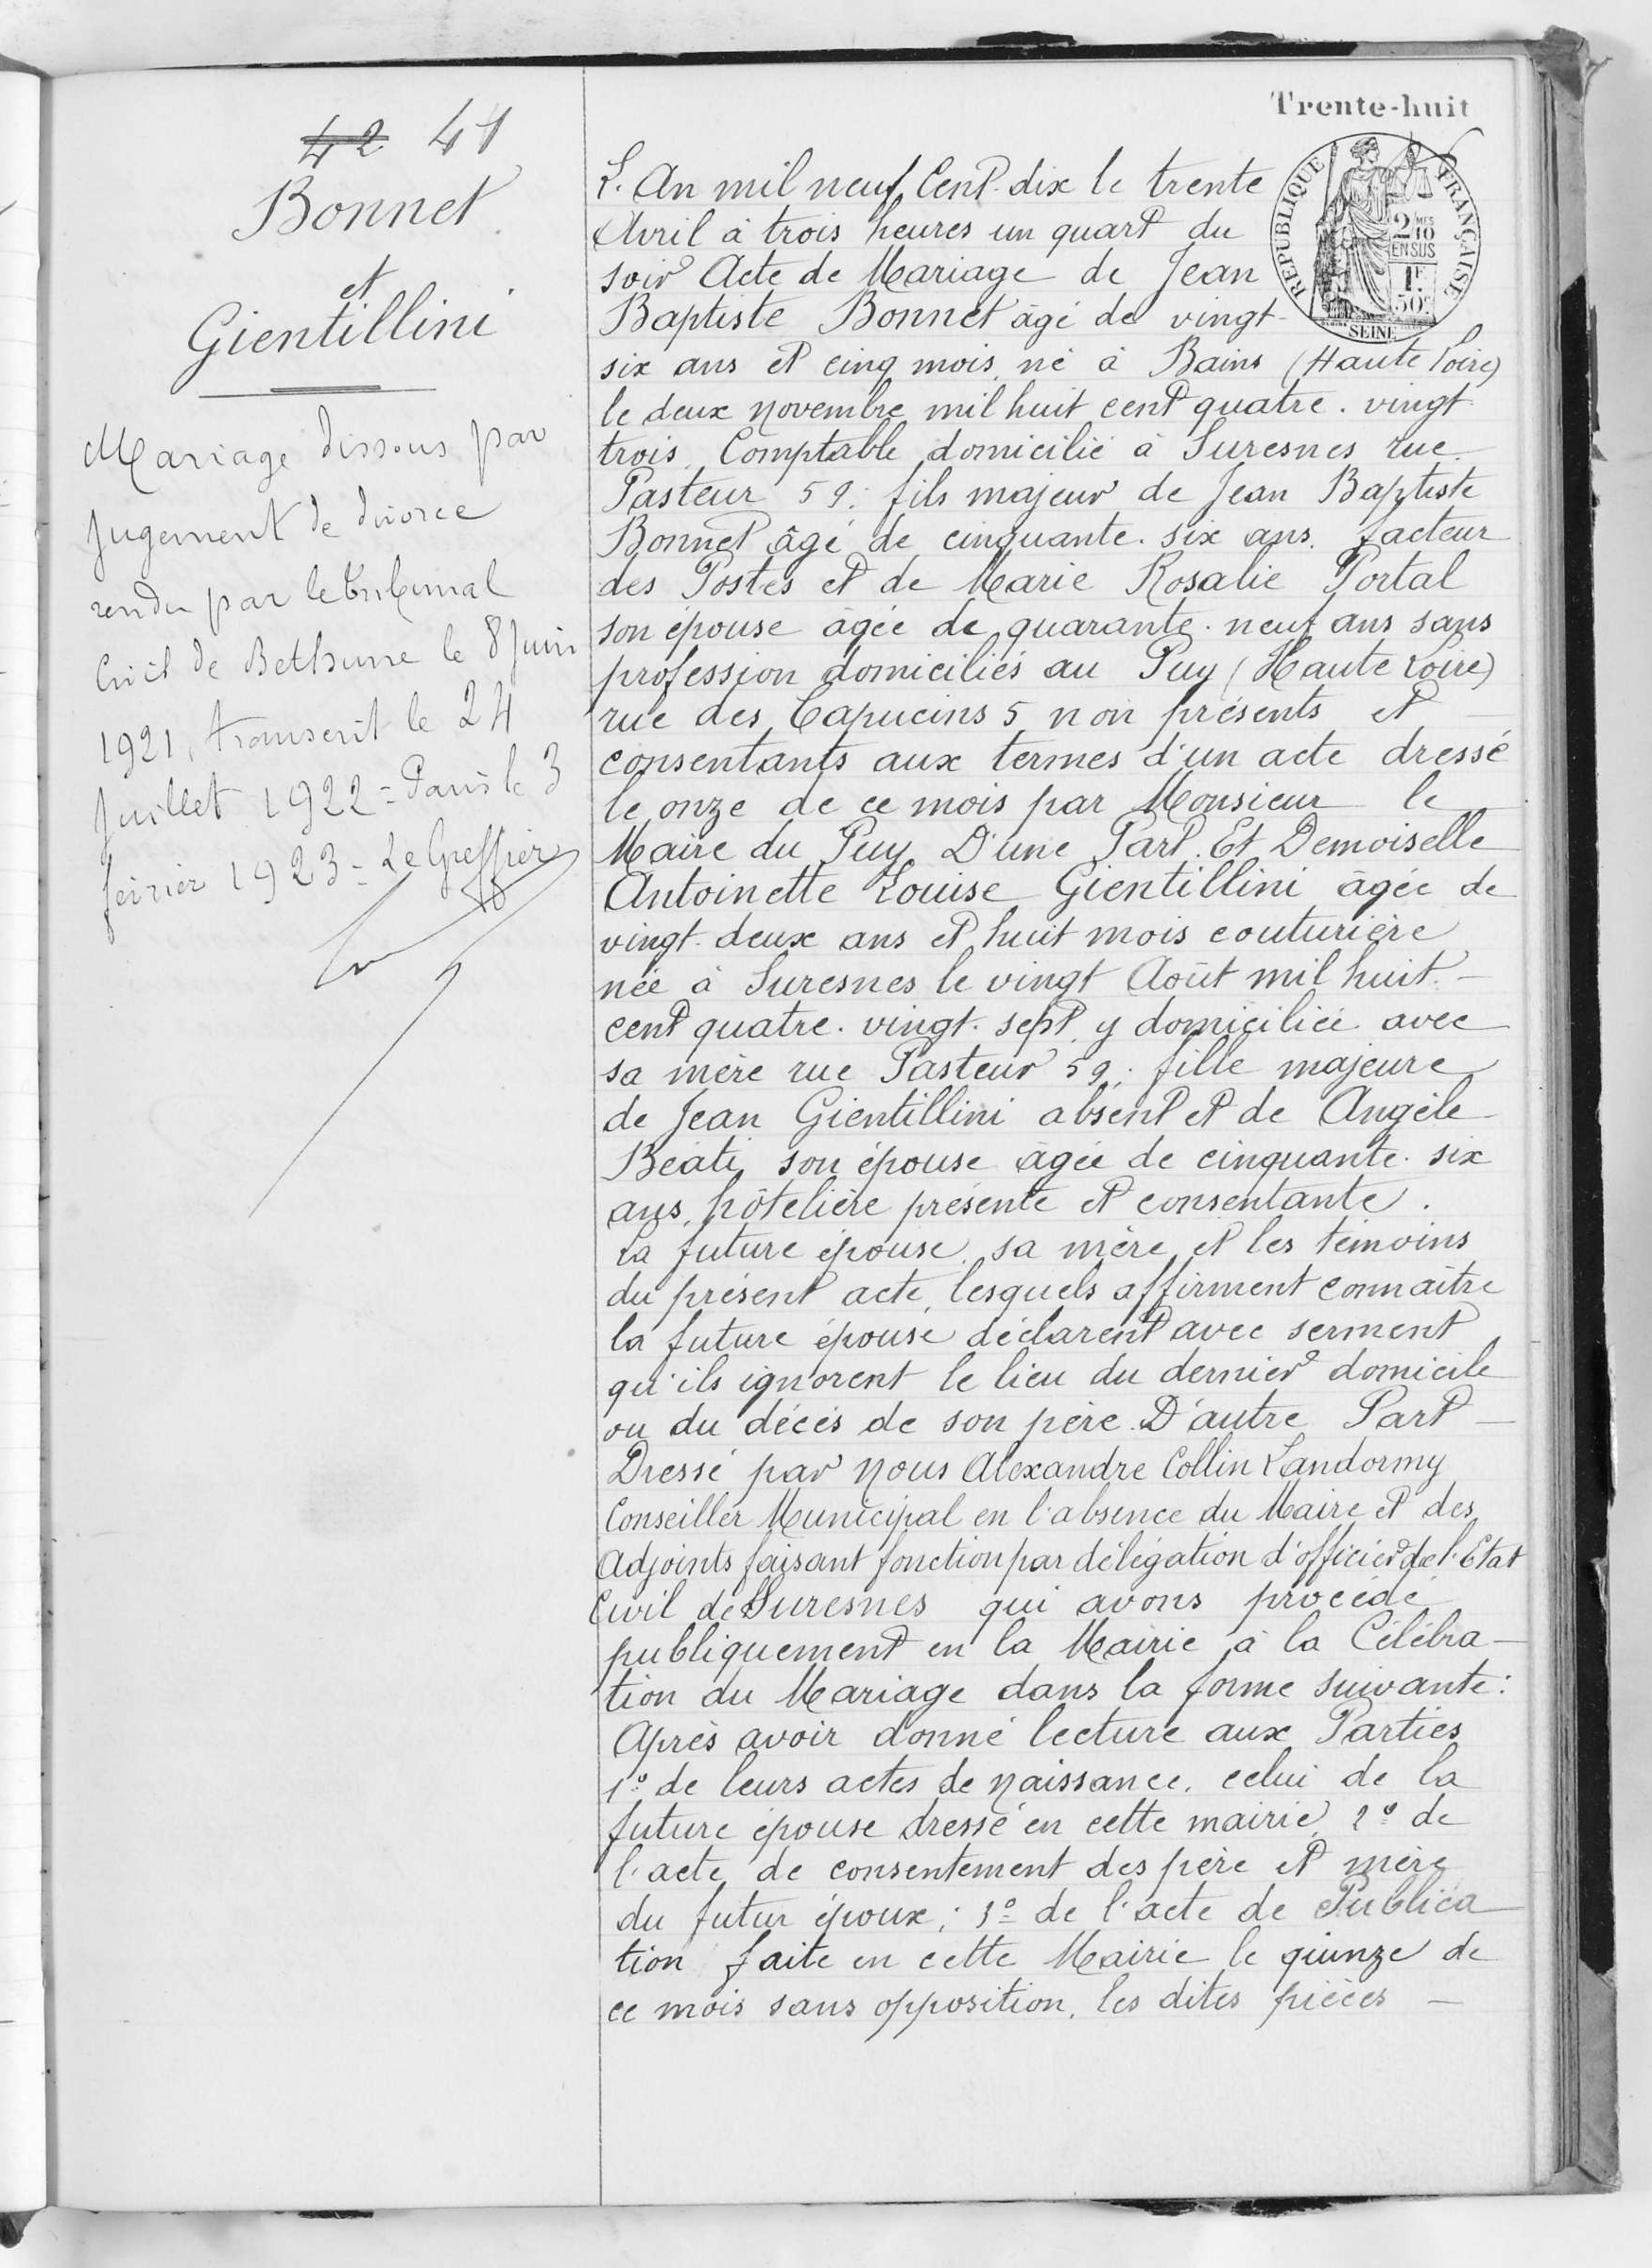 Trente-huit
42 41
Bonnet
et
Gientillini
Mariage dissous par
jugement de divorce
rendu par le tribunal
Civil de Bethune le 8 Juin
1921, transcrit le 24
Juillet 1922 = Paris le 3
février 1923 = Le Greffier
REPUBLIQUE FRANÇAISE
2/10 MES
EN SUS
1F
50c
SEINE
L'An mil neuf Cent dix le trente
Avril à trois heures un quart du
soir Acte de Mariage de Jean
Baptiste Bonnet âgé de vingt
six ans et cinq mois, né à Bains (Haute Loire)
le deux novembre mil huit cent quatre. vingt
trois, Comptable domicilié à Suresnes rue
Pasteur 59; fils majeur de Jean Baptiste
Bonnet âgé de cinquante. six ans, facteur
des Postes et de Marie Rosalie Portal
son épouse âgée de quarante. neuf ans sans
profession domiciliés au Puy (Haute Loire)
rue des Capucins 5 non présents et
consentants aux termes d'un acte dressé
le onze de ce mois par Monsieur le
Maire du Puy D'une Part. Et Demoiselle
Antoinette Louise Gientillini âgée de
vingt. deux ans et huit mois couturière
née à Suresnes le vingt Août mil huit
cent quatre. vingt. sept, y domiciliée avec
sa mère rue Pasteur 59; fille majeure
de Jean Gientillini absent et de Angèle
Béati, son épouse âgée de cinquante. six
ans, hôtelière présente et consentante.
La future épouse, sa mère et les témoins
du présent acte, lesquels affirment connaître
la future épouse déclarent avec serment
qu'ils ignorent le lieu du dernier domicile
ou du décès de son père. D'autre Part
Dressé par nous Alexandre Collin Landormy
Conseiller Municipal en l'absence du Maire et des
Adjoints faisant fonction par délégation d'officier de l'Etat
Civil de Suresnes qui avons procédé
publiquement en la Mairie à la Célébra-
tion du Mariage dans la forme suivante:
Après avoir donné lecture aux Parties
1º de leurs actes de naissance, celui de la
future épouse dressé en cette mairie, 2º de
l'acte de consentement des père et mère
du futur époux; 3º de l'acte de Publica
tion faite en cette Mairie le quinze de
ce mois sans opposition, les dites pièces